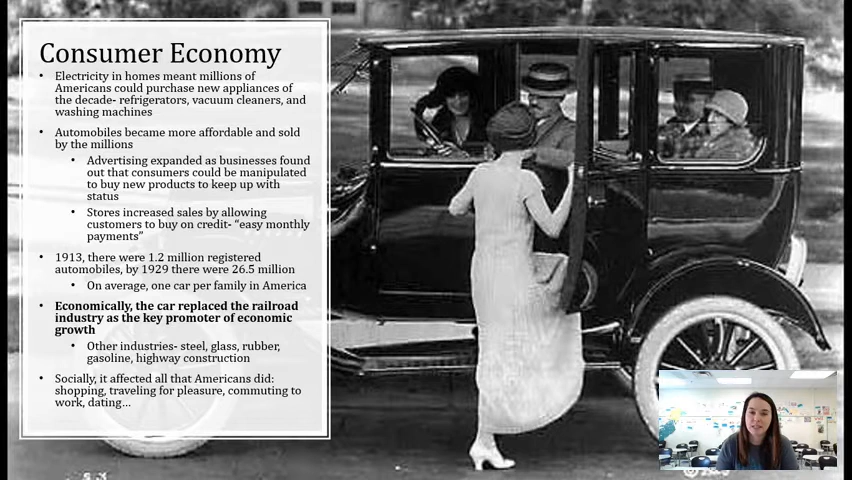 Consumer Economy
• Electricity in homes meant millions of
Americans could purchase new appliances of
the decade- refrigerators, vacuum cleaners, and
washing machines
• Automobiles became more affordable and sold
by the millions
• Advertising expanded as businesses found
out that consumers could be manipulated
to buy new products to keep up with
status
• Stores increased sales by allowing
customers to buy on credit- “easy monthly
payments”
• 1913, there were 1.2 million registered
automobiles, by 1929 there were 26.5 million
• On average, one car per family in America
• Economically, the car replaced the railroad
industry as the key promoter of economic
growth
• Other industries- steel, glass, rubber,
gasoline, highway construction
• Socially, it affected all that Americans did:
shopping, traveling for pleasure, commuting to
work, dating…